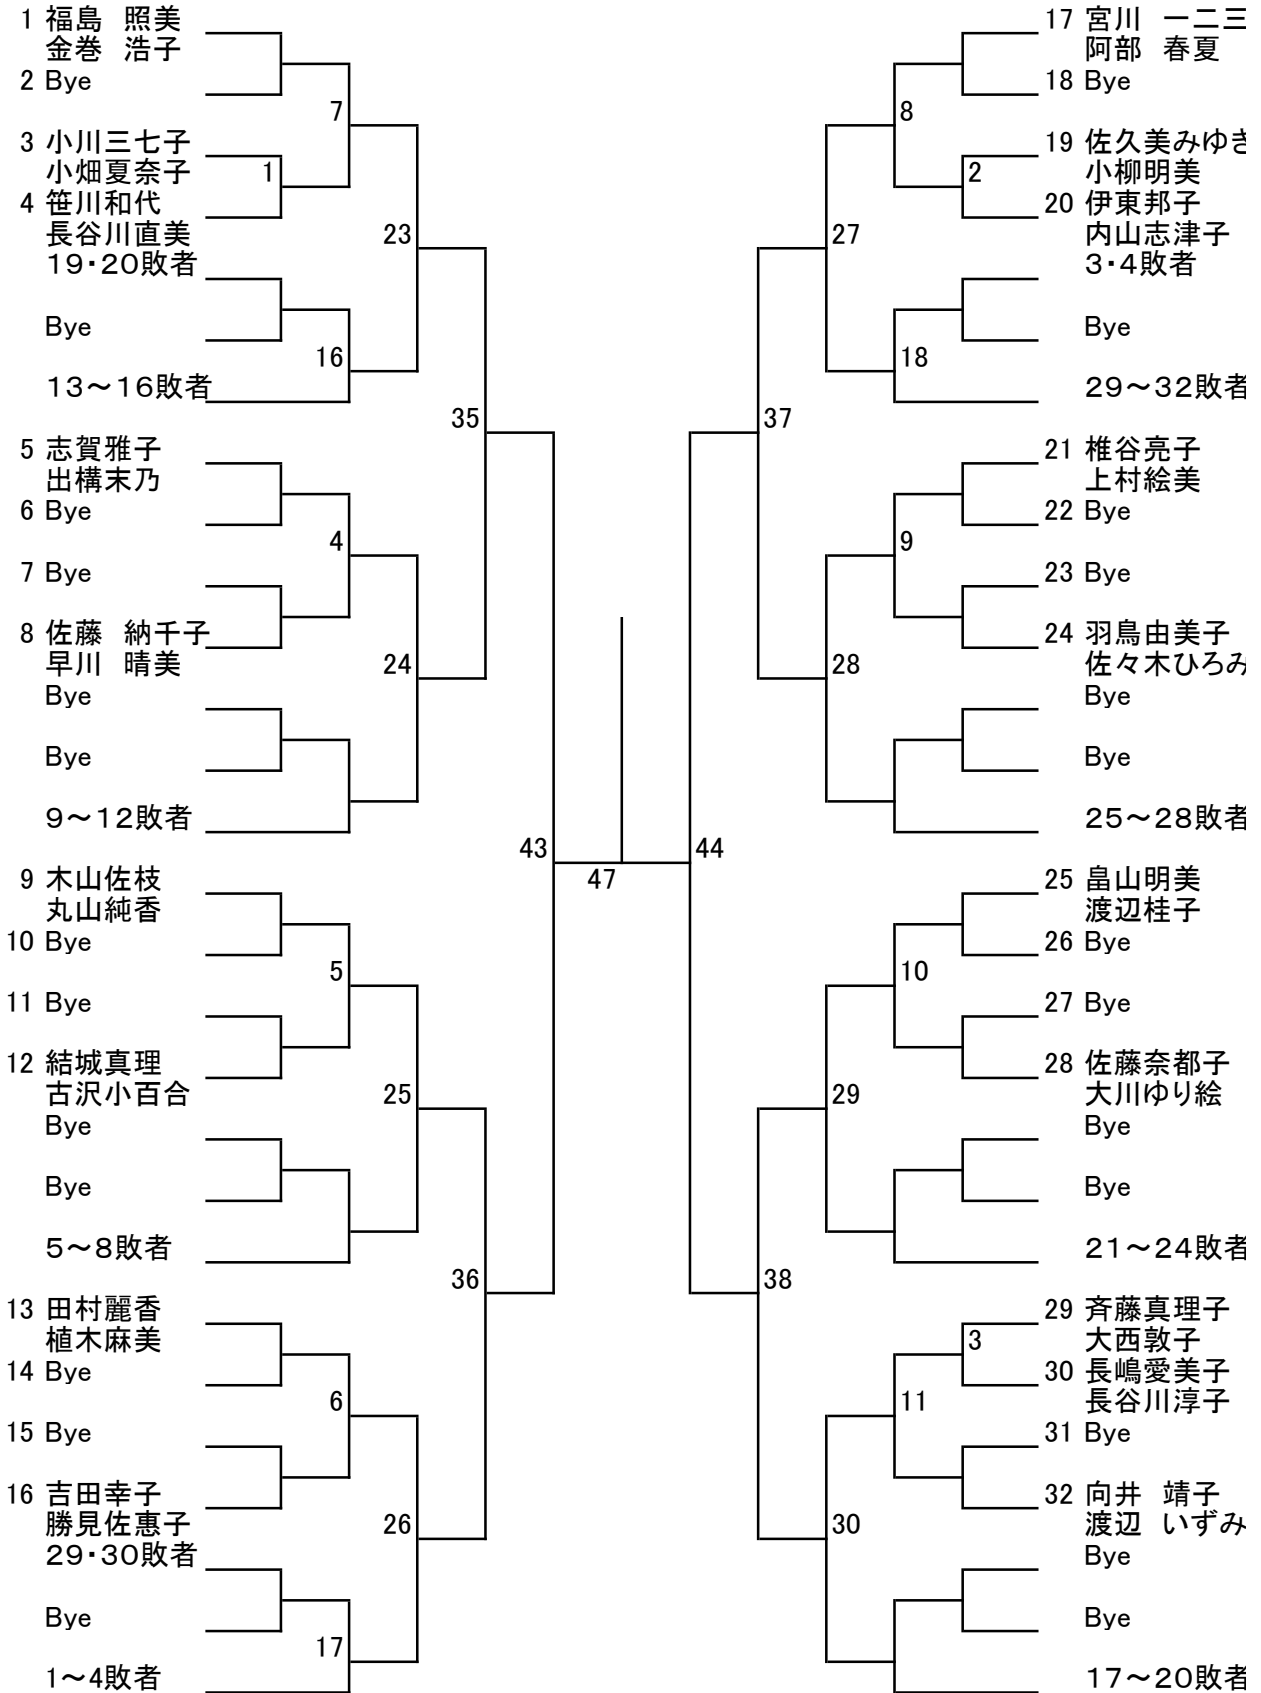 1 福島　照美
金巻　浩子
2 Bye
7
3 小川三七子
小畑夏奈子
1
4 笹川和代
長谷川直美
23
19・20敗者
Bye
16
13～16敗者
35
5 志賀雅子
出構末乃
6 Bye
4
7 Bye
8 佐藤　納千子
早川　晴美
24
Bye
Bye
9～12敗者
43
47
9 木山佐枝
丸山純香
10 Bye
5
11 Bye
12 結城真理
古沢小百合
25
Bye
Bye
5～8敗者
36
13 田村麗香
植木麻美
14 Bye
6
15 Bye
16 吉田幸子
勝見佐恵子
26
29・30敗者
Bye
17
1～4敗者
17 宮川　一二三
阿部　春夏
18 Bye
8
19 佐久美みゆき
小柳明美
2
20 伊東邦子
内山志津子
27
3・4敗者
Bye
18
29～32敗者
37
21 椎谷亮子
上村絵美
22 Bye
9
23 Bye
24 羽鳥由美子
佐々木ひろみ
28
Bye
Bye
25～28敗者
44
25 畠山明美
渡辺桂子
26 Bye
10
27 Bye
28 佐藤奈都子
大川ゆり絵
29
Bye
Bye
21～24敗者
38
29 斉藤真理子
大西敦子
3
30 長嶋愛美子
長谷川淳子
11
31 Bye
32 向井　靖子
渡辺　いずみ
30
Bye
Bye
17～20敗者